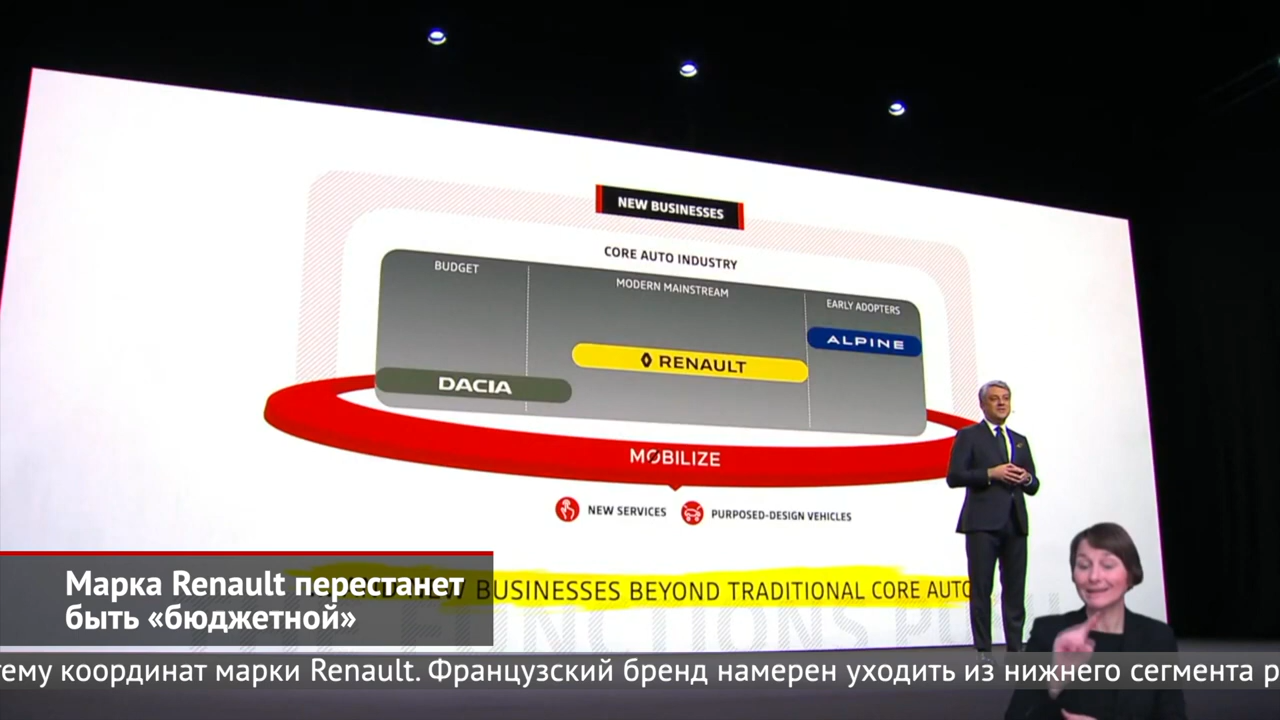 NEW BUSINESSES
CORE AUTO INDUSTRY
BUDGET
MODERN MAINSTREAM
EARLY ADOPTERS
ALPINE
RENAULT
DACIA
MOBILIZE
NEW SERVICES
PURPOSED-DESIGN VEHICLES
BUSINESSES BEYOND TRADITIONAL CORE AUTO
FUNCTIONS
Марка Renault перестанет
быть «бюджетной»
координат марки Renault. Французский бренд намерен уходить из нижнего сегмента